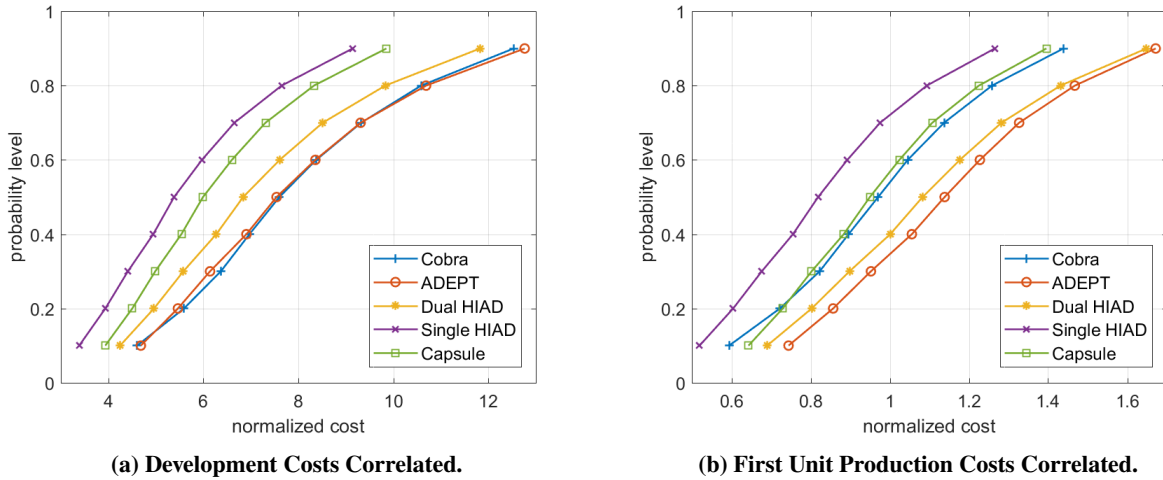 1
0.8
0.6
0.4
0.2
0
probability level
4
6
8
10
12
normalized cost
Cobra
ADEPT
Dual HIAD
Single HIAD
Capsule
(a) Development Costs Correlated.
1
0.8
0.6
0.4
0.2
0
probability level
0.6
0.8
1
1.2
1.4
1.6
normalized cost
Cobra
ADEPT
Dual HIAD
Single HIAD
Capsule
(b) First Unit Production Costs Correlated.